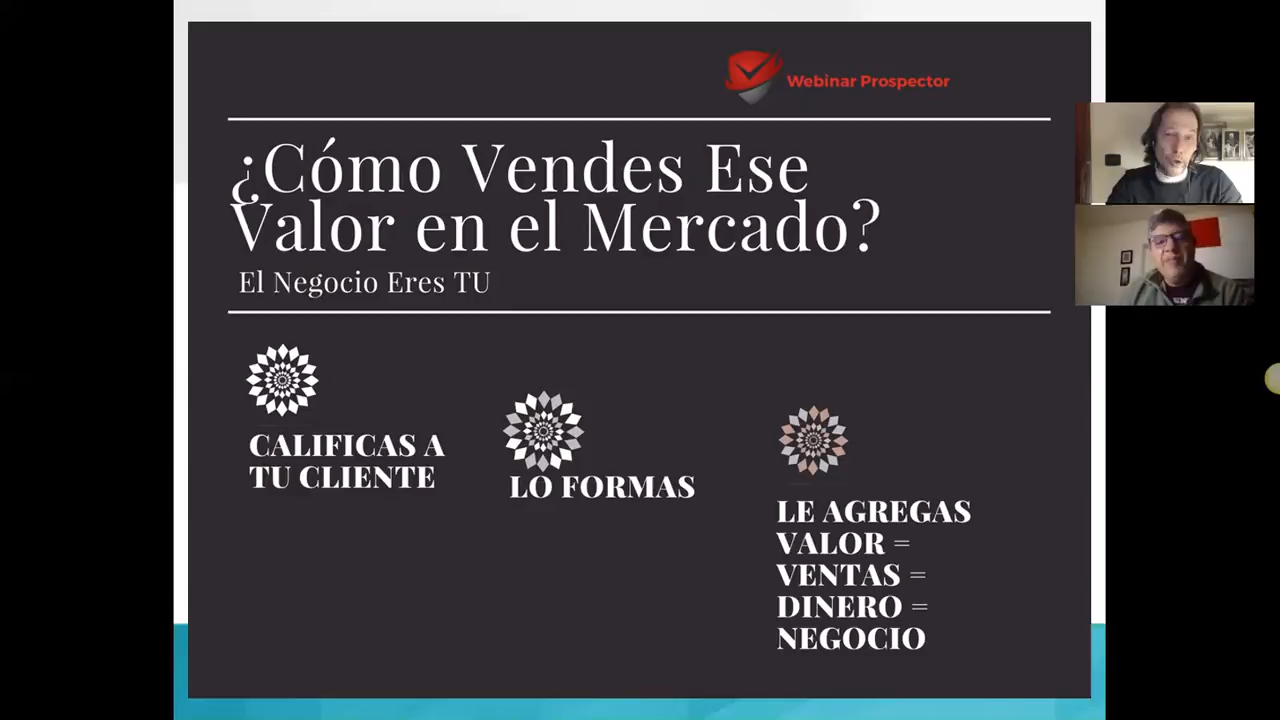 Webinar Prospector
¿Cómo Vendes Ese
Valor en el Mercado?
El Negocio Eres TU
CALIFICAS A
TU CLIENTE
LO FORMAS
LE AGREGAS
VALOR =
VENTAS =
DINERO =
NEGOCIO